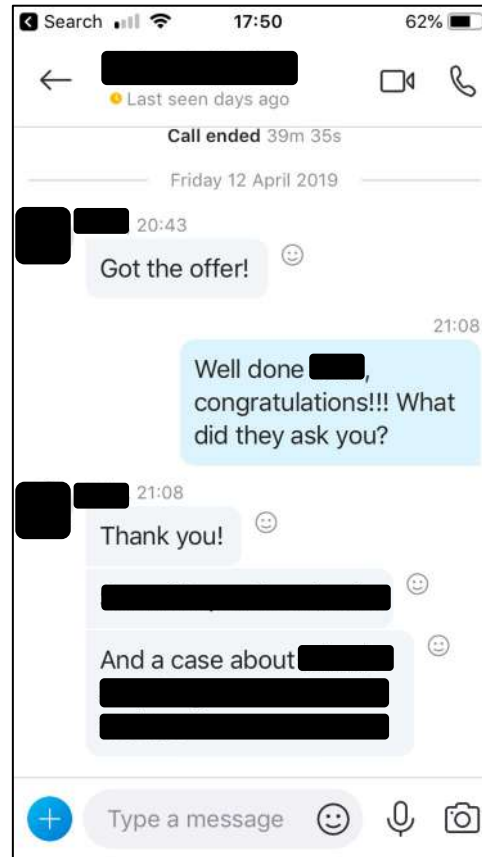 Search 17:50 62%
Last seen days ago
Call ended 39m 35s
Friday 12 April 2019
20:43
Got the offer!
21:08
Well done ,
congratulations!!! What
did they ask you?
21:08
Thank you!
And a case about
Type a message